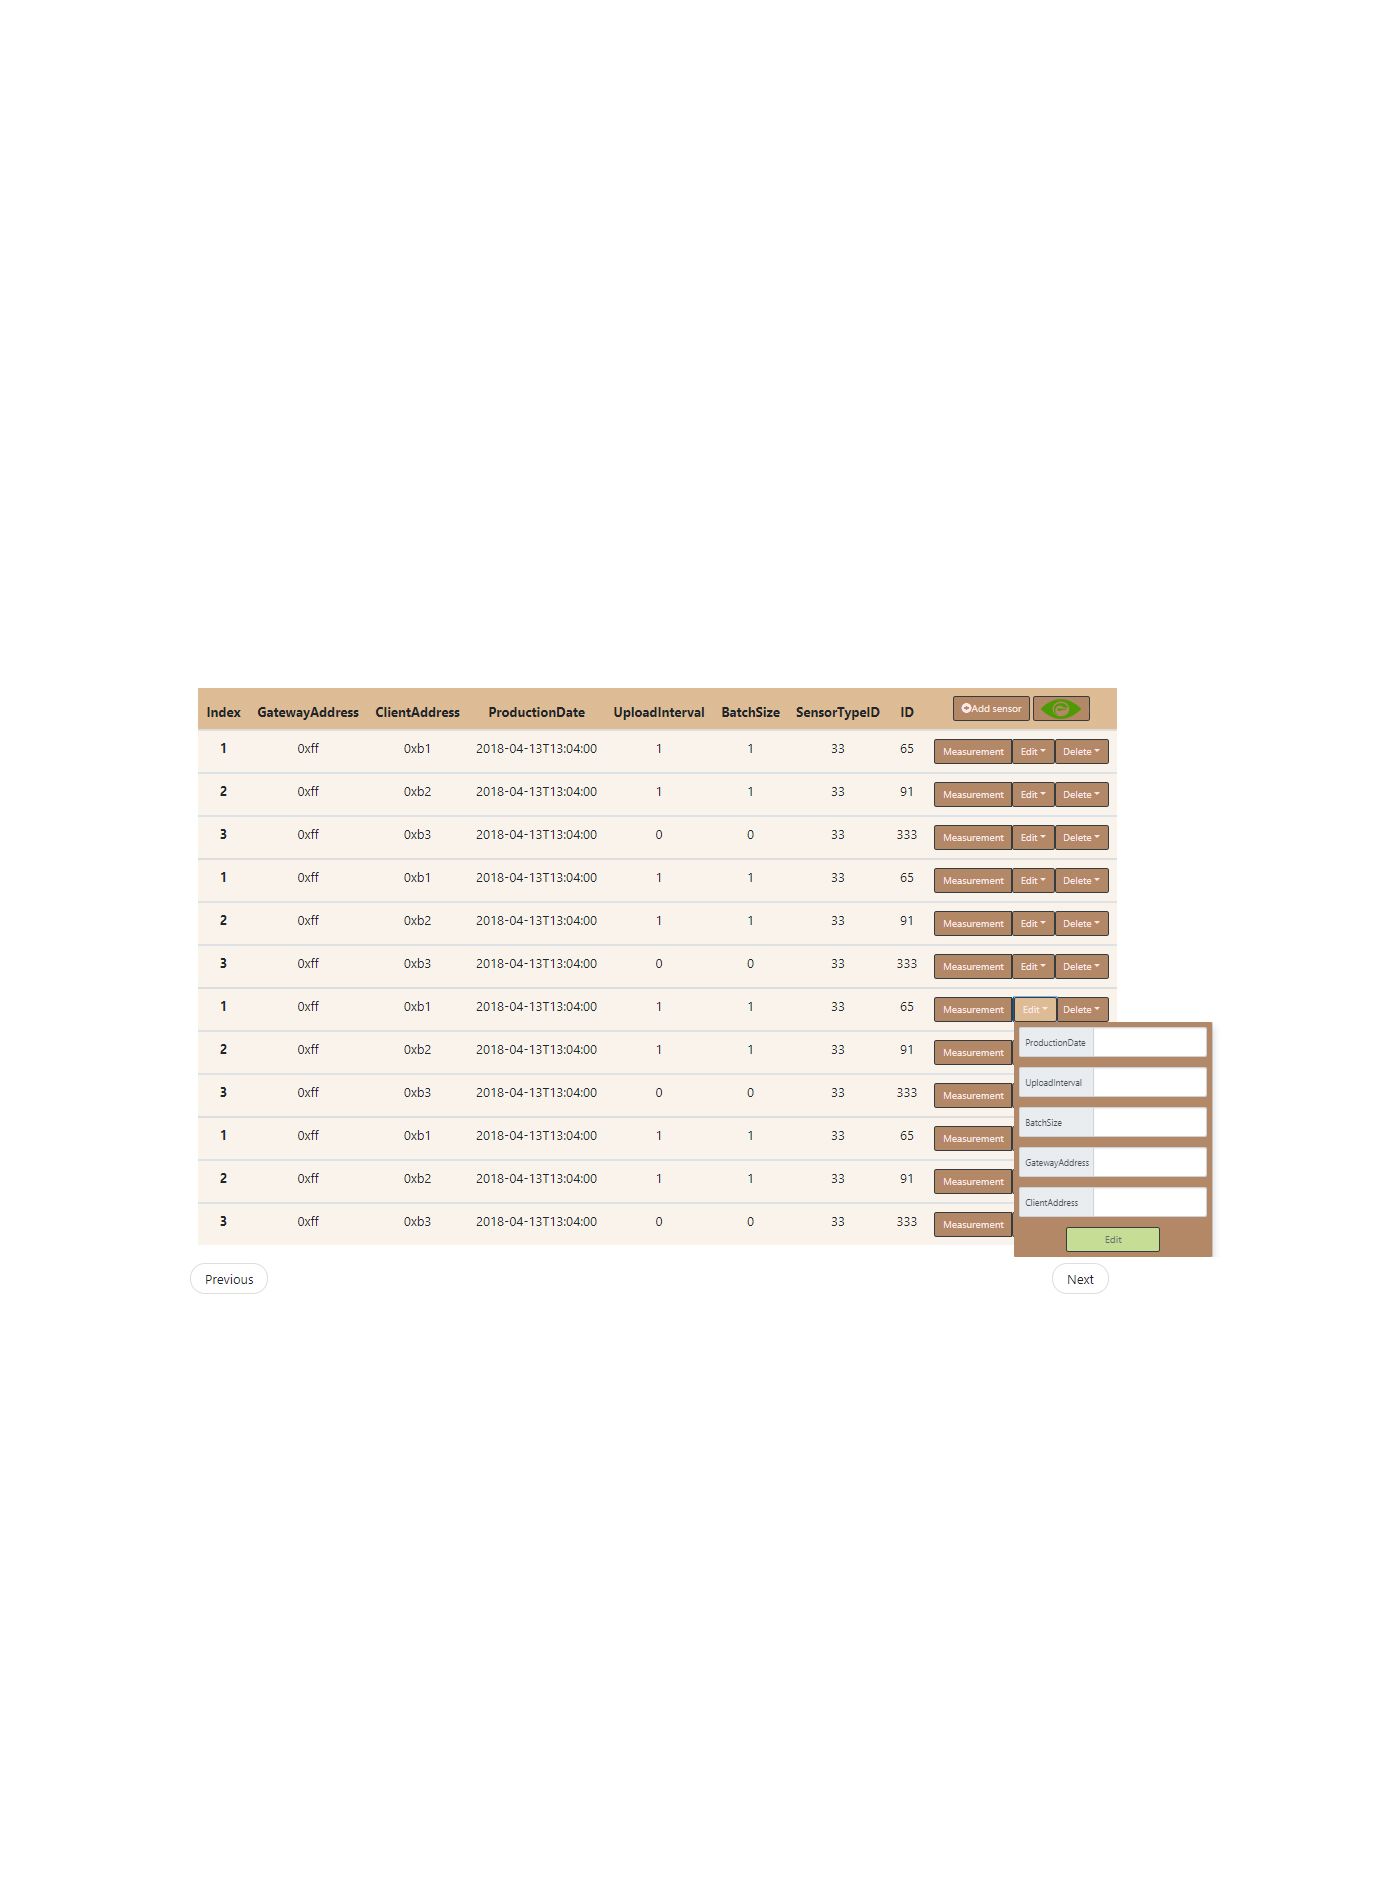 Index GatewayAddress ClientAddress ProductionDate UploadInterval BatchSize SensorTypeID ID Add sensor
1 0xff 0xb1 2018-04-13T13:04:00 1 1 33 65 Measurement Edit Delete
2 0xff 0xb2 2018-04-13T13:04:00 1 1 33 91 Measurement Edit Delete
3 0xff 0xb3 2018-04-13T13:04:00 0 0 33 333 Measurement Edit Delete
1 0xff 0xb1 2018-04-13T13:04:00 1 1 33 65 Measurement Edit Delete
2 0xff 0xb2 2018-04-13T13:04:00 1 1 33 91 Measurement Edit Delete
3 0xff 0xb3 2018-04-13T13:04:00 0 0 33 333 Measurement Edit Delete
1 0xff 0xb1 2018-04-13T13:04:00 1 1 33 65 Measurement Edit Delete
2 0xff 0xb2 2018-04-13T13:04:00 1 1 33 91 Measurement
3 0xff 0xb3 2018-04-13T13:04:00 0 0 33 333 Measurement
1 0xff 0xb1 2018-04-13T13:04:00 1 1 33 65 Measurement
2 0xff 0xb2 2018-04-13T13:04:00 1 1 33 91 Measurement
3 0xff 0xb3 2018-04-13T13:04:00 0 0 33 333 Measurement
ProductionDate
UploadInterval
BatchSize
GatewayAddress
ClientAddress
Edit
Previous Next